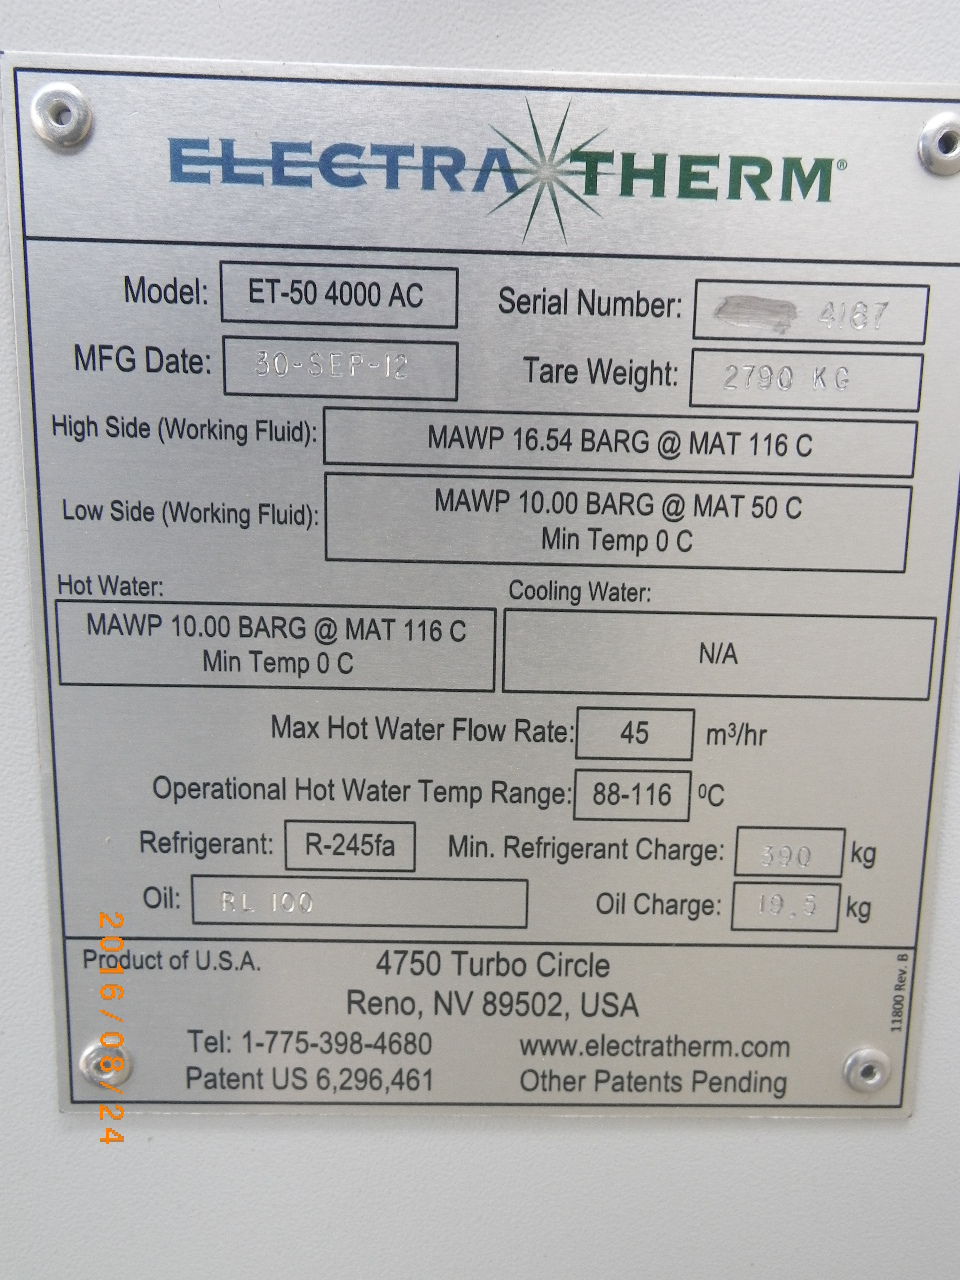 ELECTRATHERM®
Model: ET-50 4000 AC
Serial Number: 4187
MFG Date: 30-SEP-12
Tare Weight: 2790 KG
High Side (Working Fluid): MAWP 16.54 BARG @ MAT 116 C
Low Side (Working Fluid): MAWP 10.00 BARG @ MAT 50 C
Min Temp 0 C
Hot Water:
MAWP 10.00 BARG @ MAT 116 C
Min Temp 0 C
Cooling Water:
N/A
Max Hot Water Flow Rate: 45 m³/hr
Operational Hot Water Temp Range: 88-116 ⁰C
Refrigerant: R-245fa
Min. Refrigerant Charge: 390 kg
Oil: RL 100
Oil Charge: 19.5 kg
Product of U.S.A.
4750 Turbo Circle
Reno, NV 89502, USA
Tel: 1-775-398-4680
www.electratherm.com
Patent US 6,296,461
Other Patents Pending
11800 Rev. B
2016/08/24